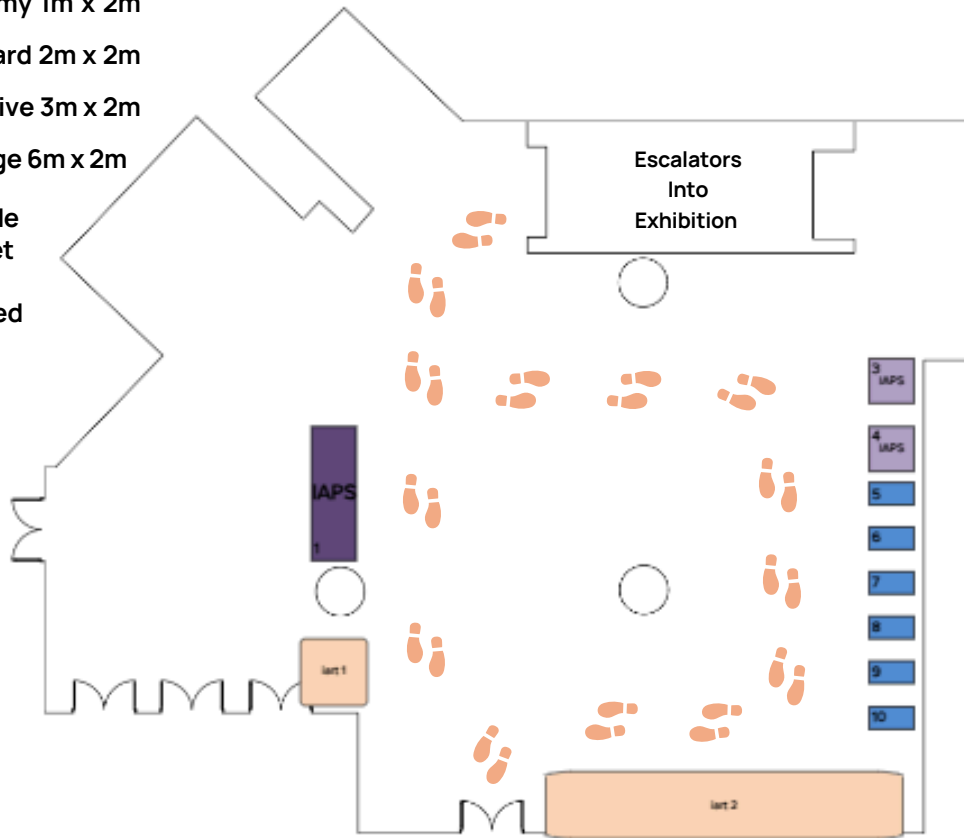 my 1m x 2m
ard 2m x 2m
ive 3m x 2m
ge 6m x 2m
le
et
ed
Escalators
Into
Exhibition
3
IAPS
4
IAPS
5
IAPS
1
6
7
8
iart 1
9
10
iart 2